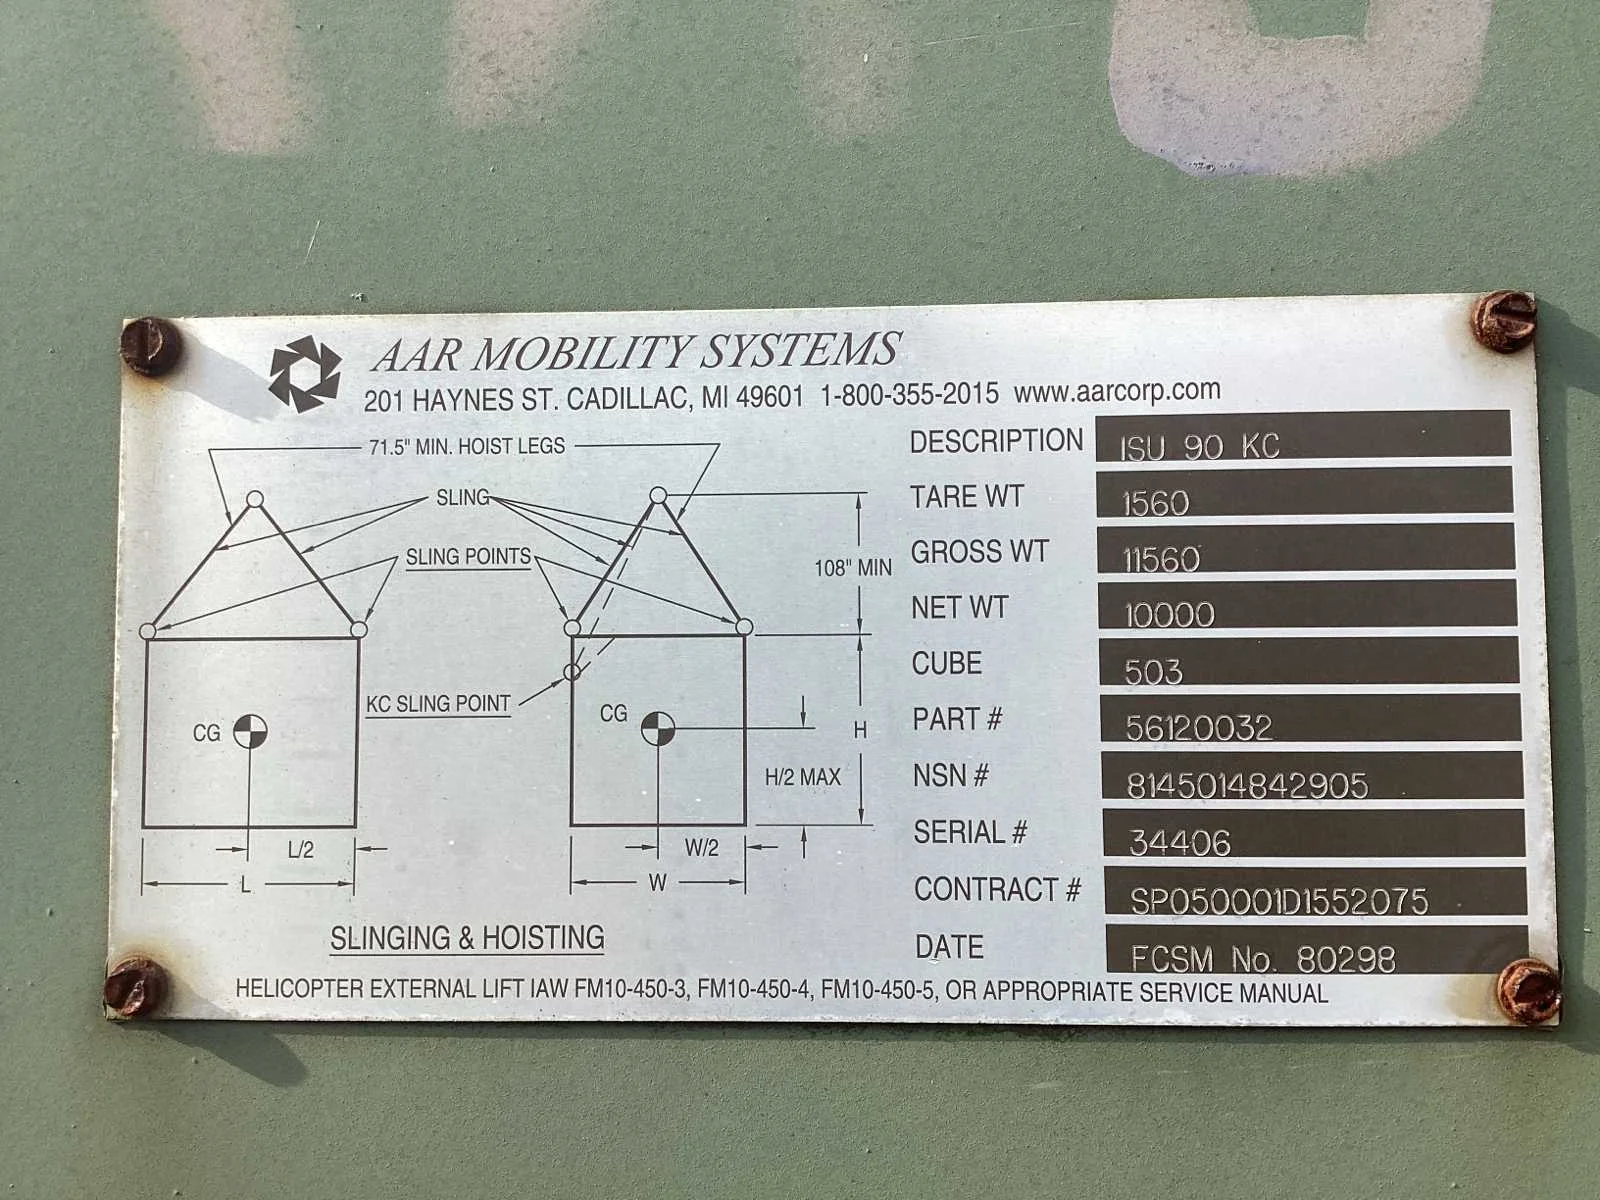 AAR MOBILITY SYSTEMS
201 HAYNES ST. CADILLAC, MI 49601 1-800-355-2015 www.aarcorp.com
71.5" MIN. HOIST LEGS
SLING
SLING POINTS
108" MIN
KC SLING POINT
CG
CG
H
H/2 MAX
L/2
W/2
L
W
SLINGING & HOISTING
DESCRIPTION ISU 90 KC
TARE WT 1560
GROSS WT 11560
NET WT 10000
CUBE 503
PART # 56120032
NSN # 8145014842905
SERIAL # 34406
CONTRACT # SP050001D1552075
DATE FCSM No. 80298
HELICOPTER EXTERNAL LIFT IAW FM10-450-3, FM10-450-4, FM10-450-5, OR APPROPRIATE SERVICE MANUAL